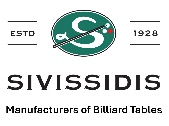 ESTD S 1928
SIVISSIDIS
Manufacturers of Billiard Tables